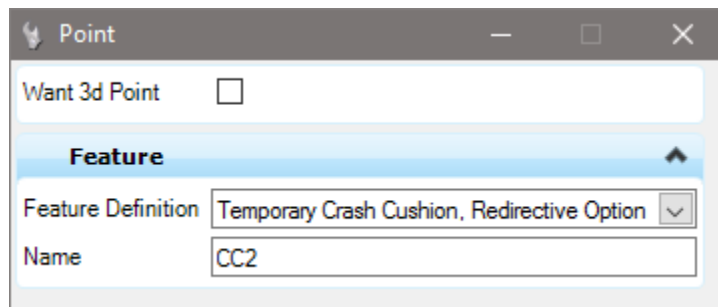 Point
Want 3d Point
Feature
Feature Definition Temporary Crash Cushion, Redirective Option
Name CC2